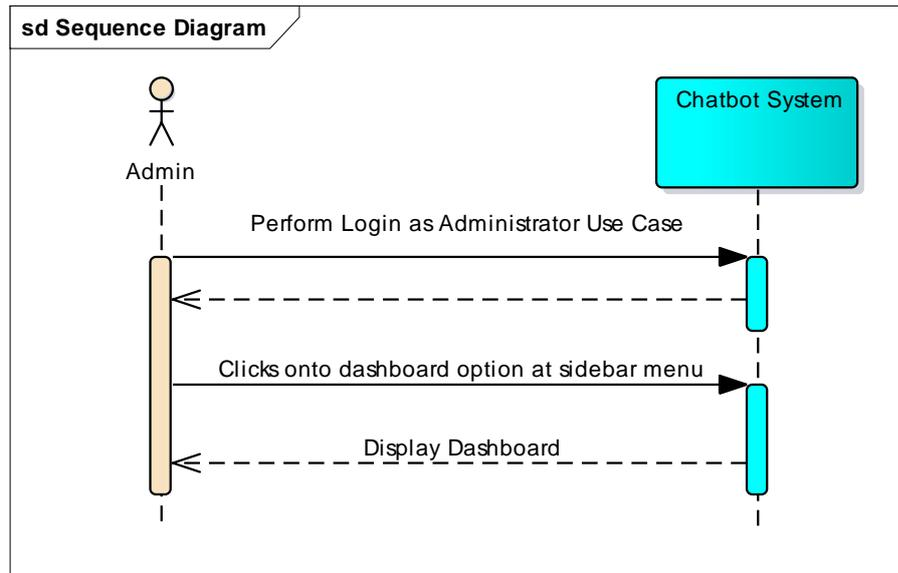 sd Sequence Diagram
Chatbot System
Admin
Perform Login as Administrator Use Case
Clicks onto dashboard option at sidebar menu
Display Dashboard